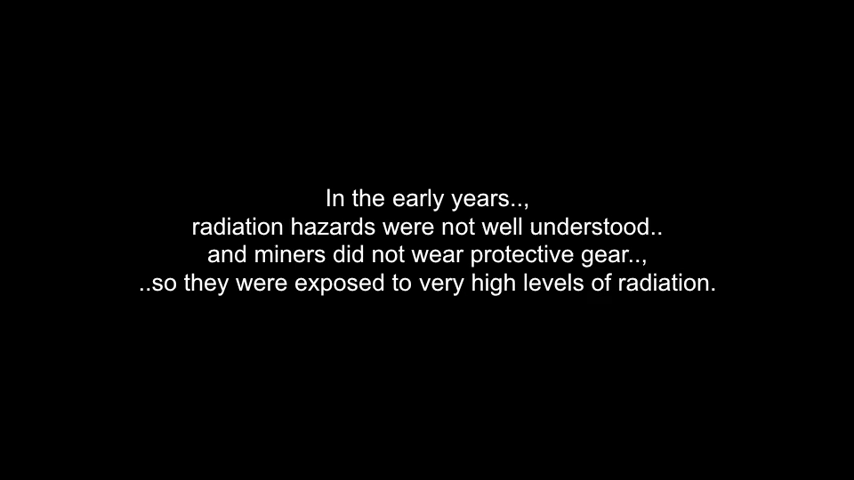 In the early years..,
radiation hazards were not well understood..
and miners did not wear protective gear..,
..so they were exposed to very high levels of radiation.